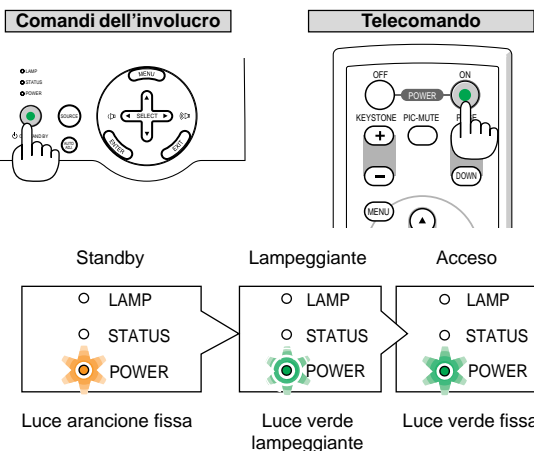 Comandi dell'involucro
Telecomando
LAMP
STATUS
POWER
SOURCE
AUTO ADJ
MENU
SELECT
ENTER
EXIT
OFF
ON
POWER
KEYSTONE
PIC-MUTE
DOWN
MENU
Standby
Lampeggiante
Acceso
LAMP
STATUS
POWER
LAMP
STATUS
POWER
LAMP
STATUS
POWER
Luce arancione fissa
Luce verde
lampeggiante
Luce verde fissa